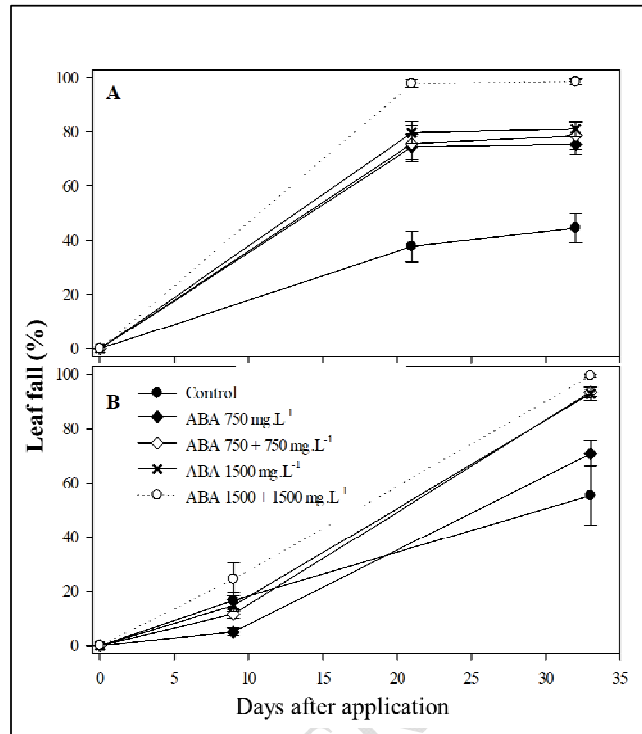 100
A
80
60
40
20
0
Leaf fall (%)
100
B
80
60
40
20
0
Control
ABA 750 mg.L-1
ABA 750 + 750 mg.L-1
ABA 1500 mg.L-1
ABA 1500 + 1500 mg.L-1
0 5 10 15 20 25 30 35
Days after application